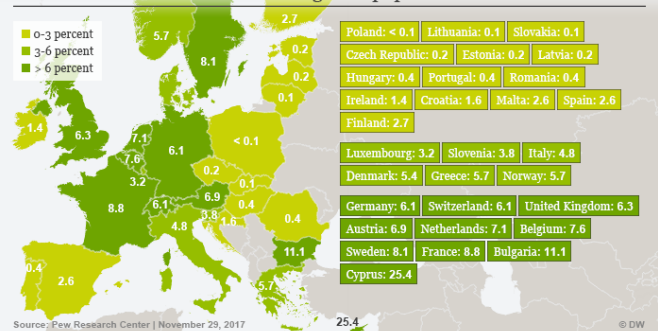 0-3 percent
3-6 percent
> 6 percent
2.7
5.7
8.1
0.2
0.2
0.1
1.4
6.3
7.1
6.1
< 0.1
7.6
3.2
0.2
0.1
8.8
6.1
6.9
0.4
3.8
1.6
4.8
0.4
11.1
0.4
2.6
5.7
25.4
Poland: < 0.1 Lithuania: 0.1 Slovakia: 0.1
Czech Republic: 0.2 Estonia: 0.2 Latvia: 0.2
Hungary: 0.4 Portugal: 0.4 Romania: 0.4
Ireland: 1.4 Croatia: 1.6 Malta: 2.6 Spain: 2.6
Finland: 2.7
Luxembourg: 3.2 Slovenia: 3.8 Italy: 4.8
Denmark: 5.4 Greece: 5.7 Norway: 5.7
Germany: 6.1 Switzerland: 6.1 United Kingdom: 6.3
Austria: 6.9 Netherlands: 7.1 Belgium: 7.6
Sweden: 8.1 France: 8.8 Bulgaria: 11.1
Cyprus: 25.4
Source: Pew Research Center | November 29, 2017
© DW